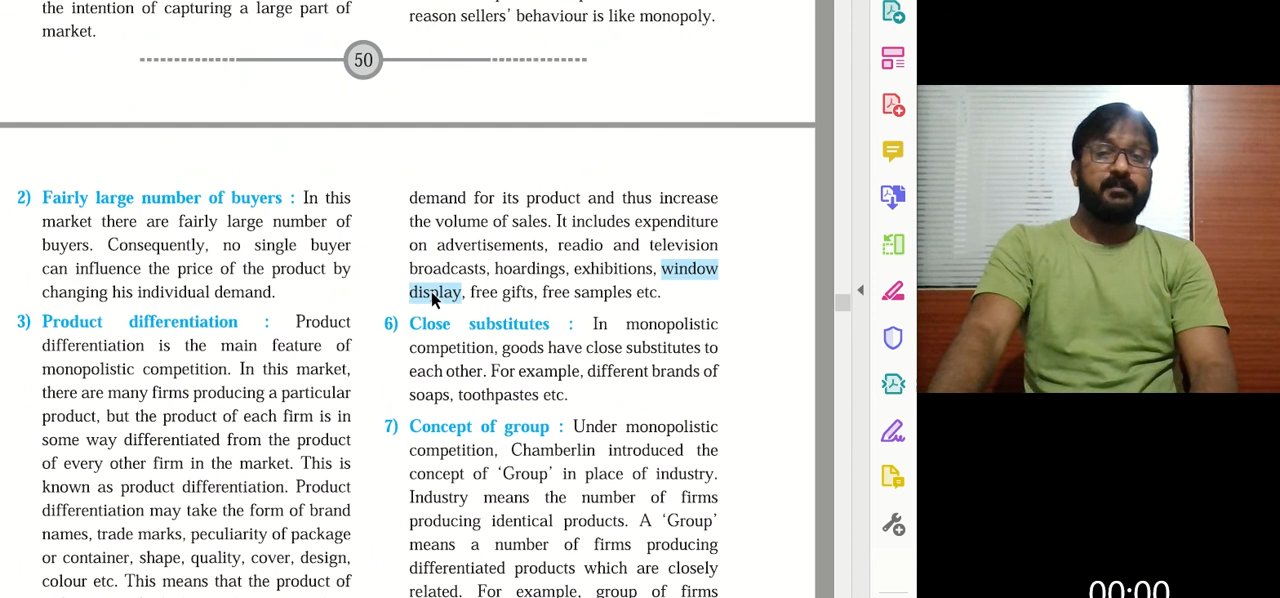 the intention of capturing a large part of
market.
reason sellers' behaviour is like monopoly.
50
2) Fairly large number of buyers : In this
market there are fairly large number of
buyers. Consequently, no single buyer
can influence the price of the product by
changing his individual demand.
3) Product differentiation : Product
differentiation is the main feature of
monopolistic competition. In this market,
there are many firms producing a particular
product, but the product of each firm is in
some way differentiated from the product
of every other firm in the market. This is
known as product differentiation. Product
differentiation may take the form of brand
names, trade marks, peculiarity of package
or container, shape, quality, cover, design,
colour etc. This means that the product of
demand for its product and thus increase
the volume of sales. It includes expenditure
on advertisements, readio and television
broadcasts, hoardings, exhibitions, window
display, free gifts, free samples etc.
6) Close substitutes : In monopolistic
competition, goods have close substitutes to
each other. For example, different brands of
soaps, toothpastes etc.
7) Concept of group : Under monopolistic
competition, Chamberlin introduced the
concept of 'Group' in place of industry.
Industry means the number of firms
producing identical products. A 'Group'
means a number of firms producing
differentiated products which are closely
related. For example, group of firms
00:00